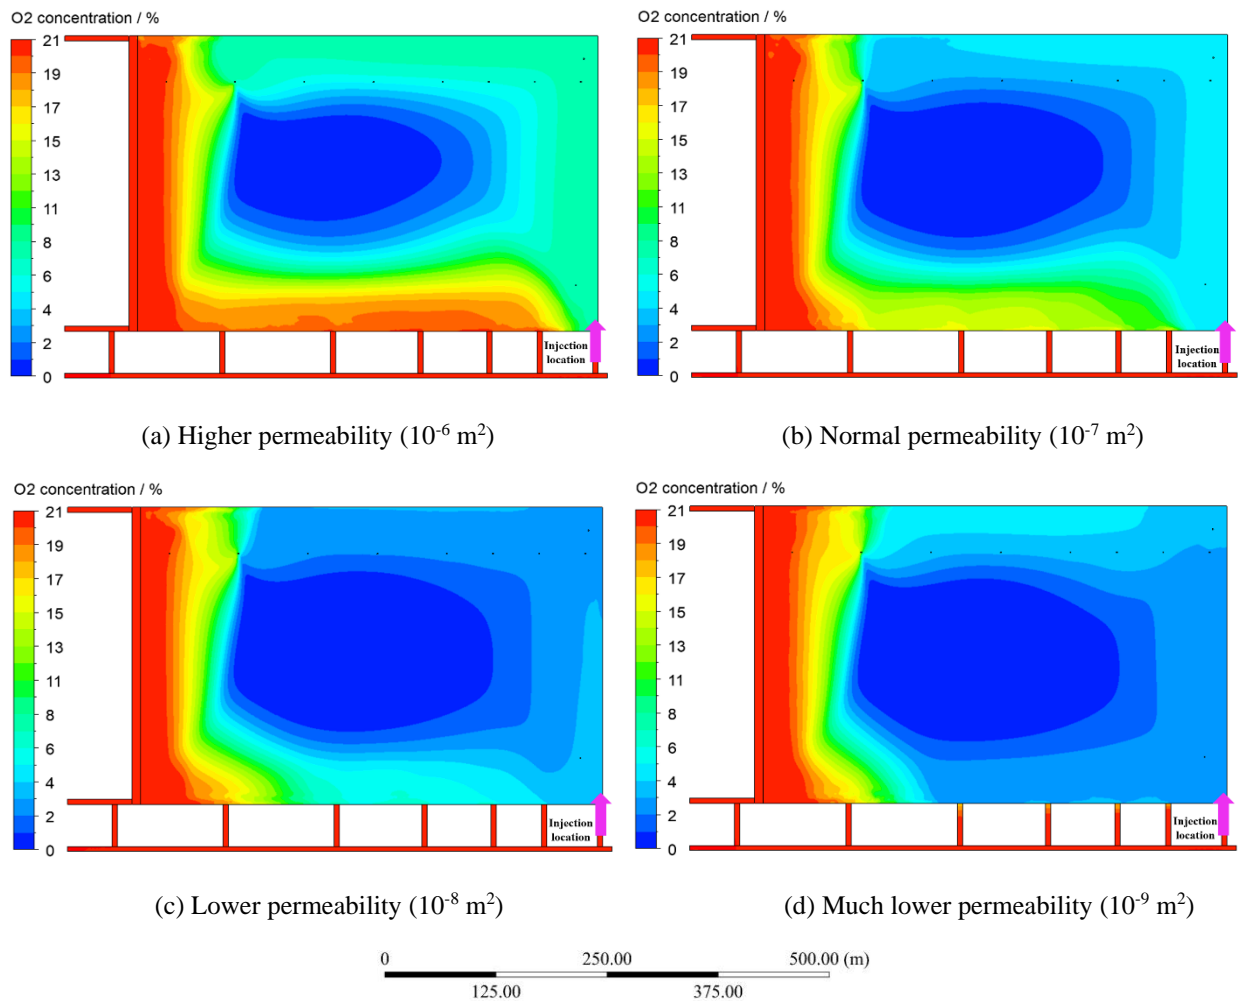 O2 concentration / %
21
19
17
15
13
11
9
8
6
4
2
0
Injection
location
O2 concentration / %
21
19
17
15
13
11
9
8
6
4
2
0
Injection
location
(a) Higher permeability (10⁻⁶ m²)
(b) Normal permeability (10⁻⁷ m²)
O2 concentration / %
21
19
17
15
13
11
9
8
6
4
2
0
Injection
location
O2 concentration / %
21
19
17
15
13
11
9
8
6
4
2
0
Injection
location
(c) Lower permeability (10⁻⁸ m²)
(d) Much lower permeability (10⁻⁹ m²)
0 250.00 500.00 (m)
125.00 375.00